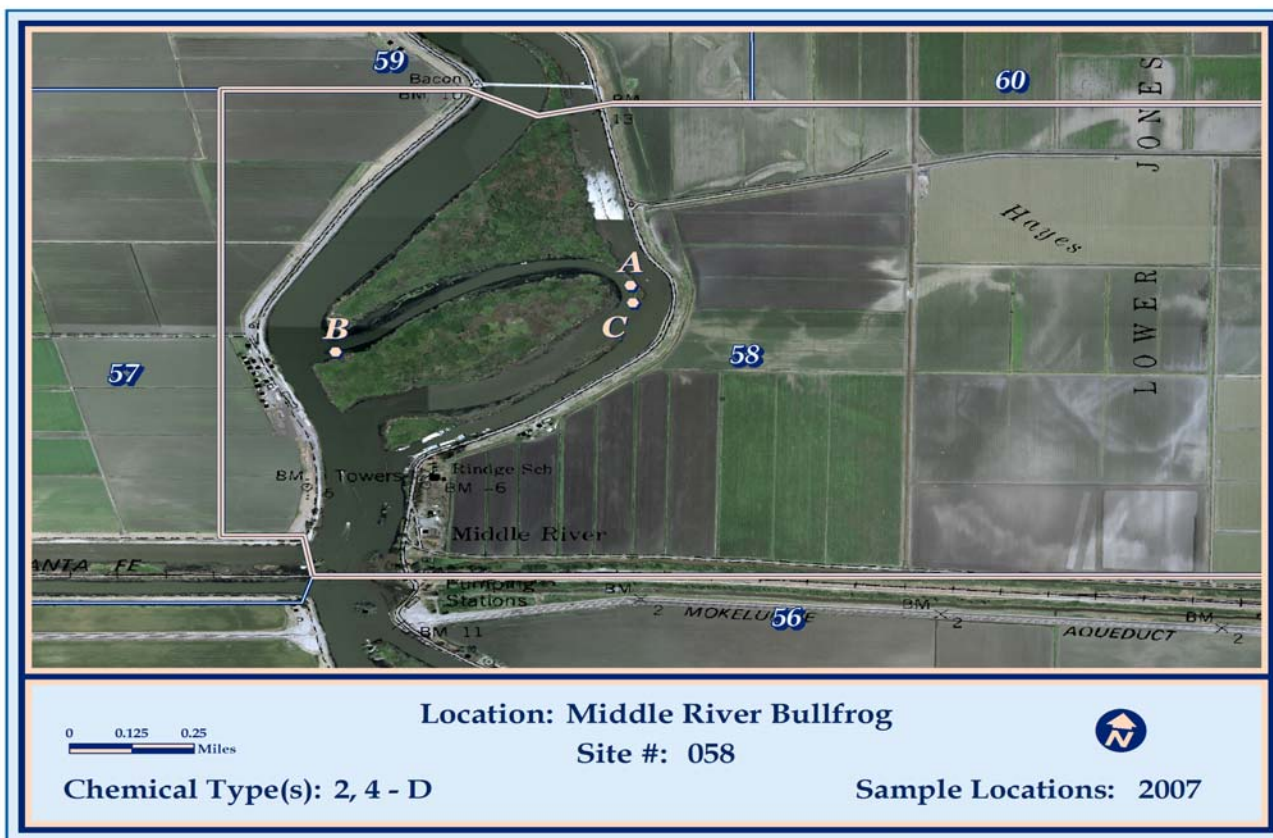 59
Bacon
BM 10
BM
13
60
LOWER JONES
Hayes
A
B
C
57
58
BM
6
Towers
Rindge Sch
BM -6
Middle River
ANTA FE
Pumping
Stations
BM
2
BM 11
MOKELUMNE
56
BM
2
AQUEDUCT
BM
2
0 0.125 0.25
Miles
Location: Middle River Bullfrog
Site #: 058
N
Chemical Type(s): 2, 4 - D
Sample Locations: 2007